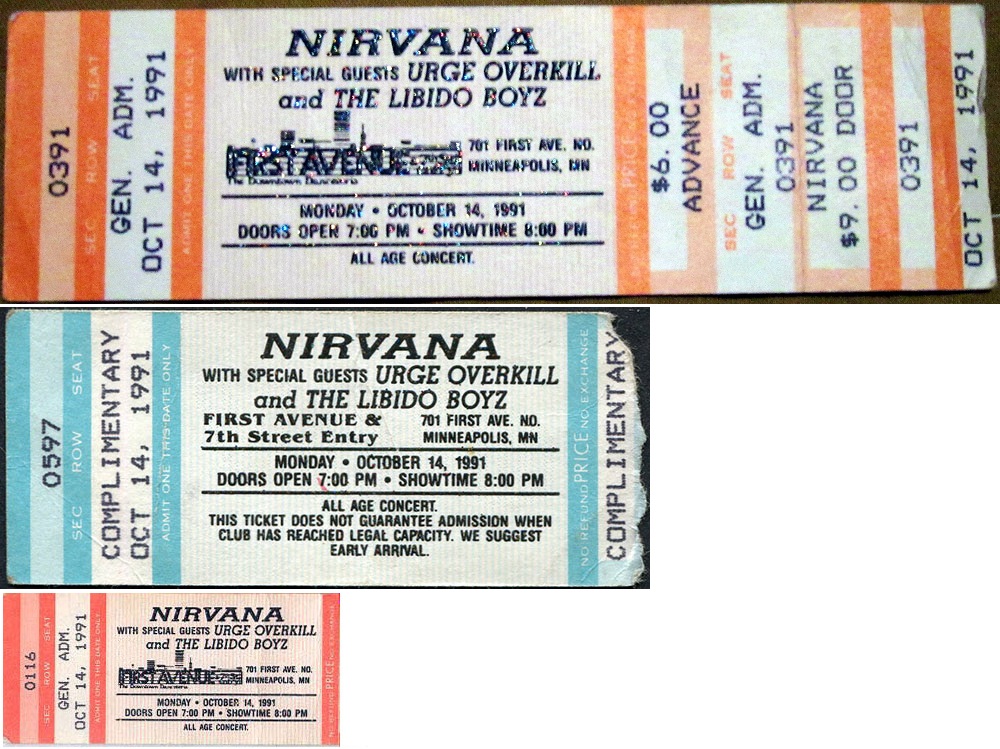 0391
SEC ROW SEAT
GEN. ADM.
OCT 14, 1991
ADMIT ONE THIS DATE ONLY
NIRVANA
WITH SPECIAL GUESTS URGE OVERKILL
and THE LIBIDO BOYZ
FIRST AVENUE
The Downtown Danceteria
701 FIRST AVE. NO.
MINNEAPOLIS, MN
MONDAY • OCTOBER 14, 1991
DOORS OPEN 7:00 PM • SHOWTIME 8:00 PM
ALL AGE CONCERT.
PRICE
$6.00
ADVANCE
SEC ROW SEAT
GEN. ADM.
0391
NIRVANA
$9.00 DOOR
0391
OCT 14, 1991
0597
SEC ROW SEAT
COMPLIMENTARY
OCT 14, 1991
ADMIT ONE THIS DATE ONLY
NIRVANA
WITH SPECIAL GUESTS URGE OVERKILL
and THE LIBIDO BOYZ
FIRST AVENUE &
7th Street Entry
701 FIRST AVE. NO.
MINNEAPOLIS, MN
MONDAY • OCTOBER 14, 1991
DOORS OPEN 7:00 PM • SHOWTIME 8:00 PM
ALL AGE CONCERT.
THIS TICKET DOES NOT GUARANTEE ADMISSION WHEN
CLUB HAS REACHED LEGAL CAPACITY. WE SUGGEST
EARLY ARRIVAL.
NO REFUND PRICE NO EXCHANGE
COMPLIMENTARY
0116
SEC ROW SEAT
GEN. ADM.
OCT 14, 1991
ADMIT ONE THIS DATE ONLY
NIRVANA
WITH SPECIAL GUESTS URGE OVERKILL
and THE LIBIDO BOYZ
FIRST AVENUE
The Downtown Danceteria
701 FIRST AVE. NO.
MINNEAPOLIS, MN
MONDAY • OCTOBER 14, 1991
DOORS OPEN 7:00 PM • SHOWTIME 8:00 PM
ALL AGE CONCERT.
NO REFUND PRICE NO EXCHANGE